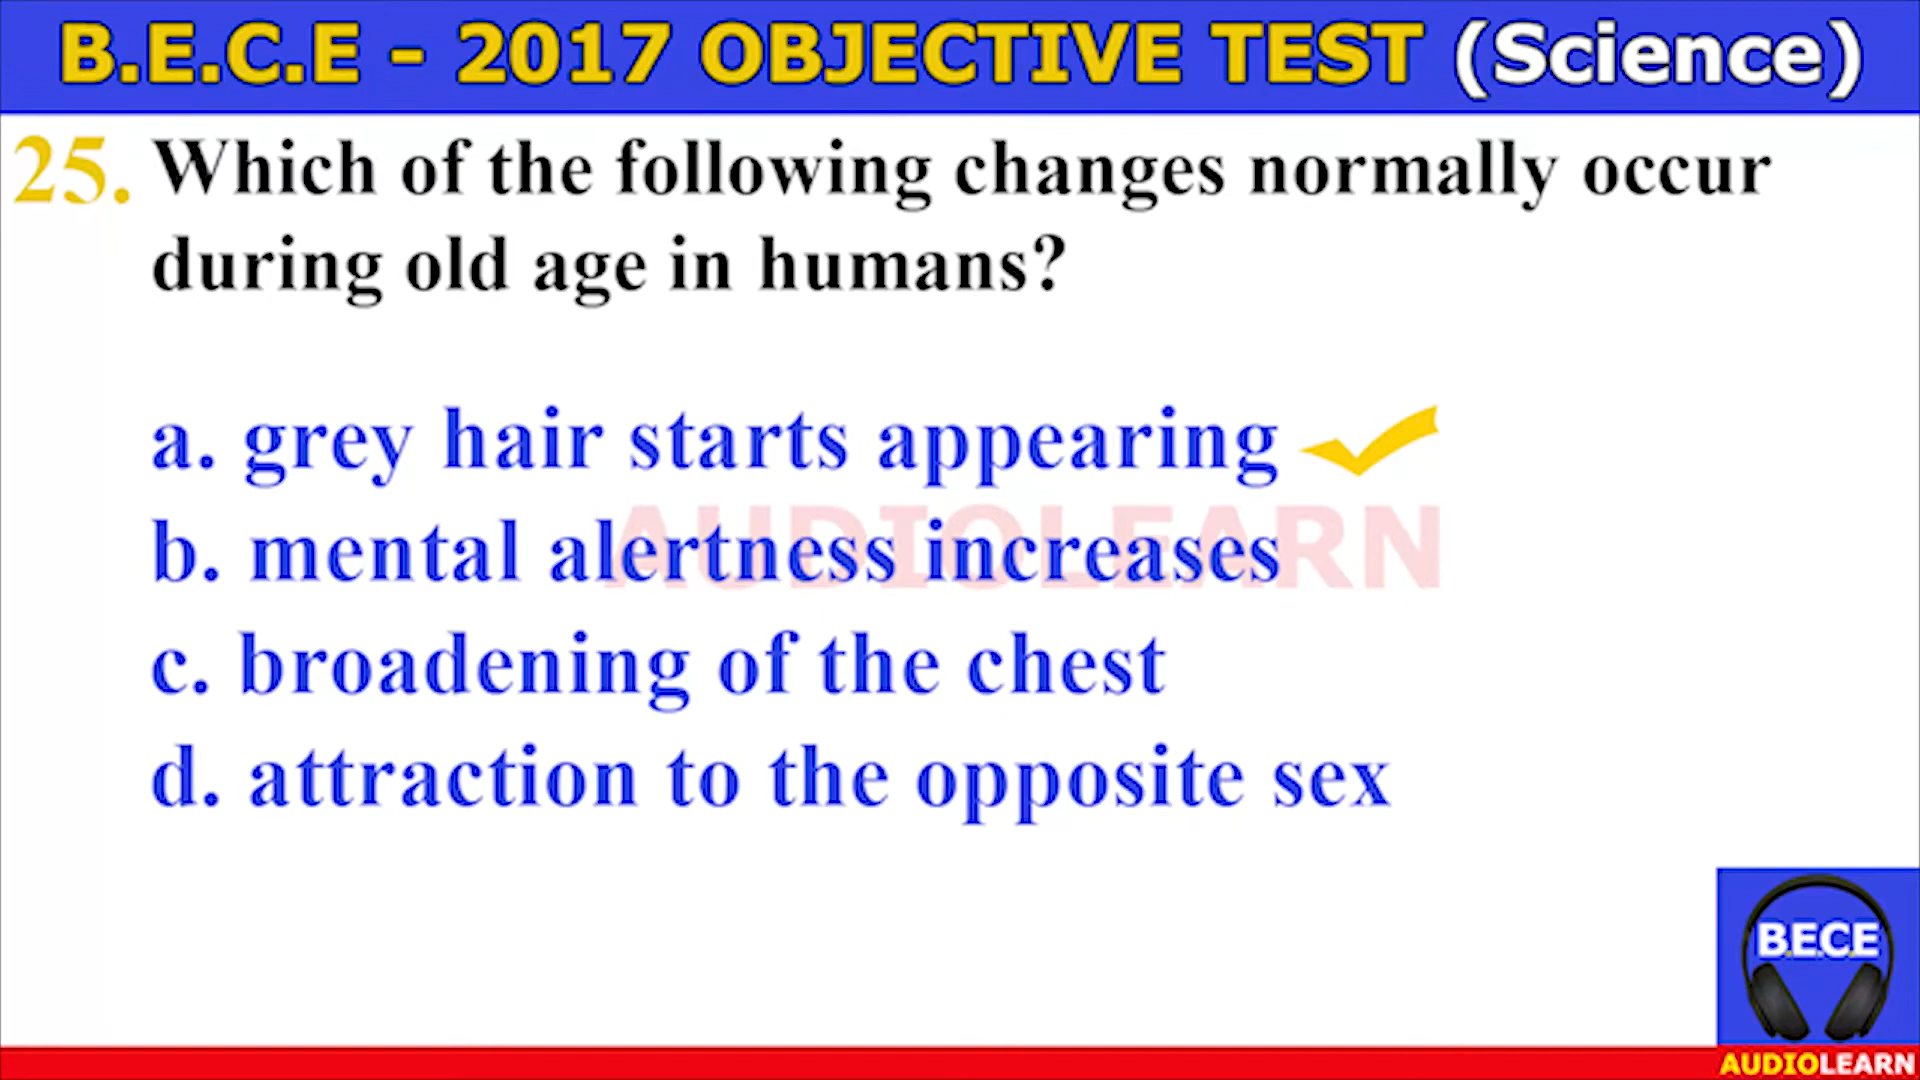 B.E.C.E - 2017 OBJECTIVE TEST (Science)
25. Which of the following changes normally occur
during old age in humans?
a. grey hair starts appearing
AUDIOLEARN
b. mental alertness increases
c. broadening of the chest
d. attraction to the opposite sex
B.E.C.E
AUDIOLEARN